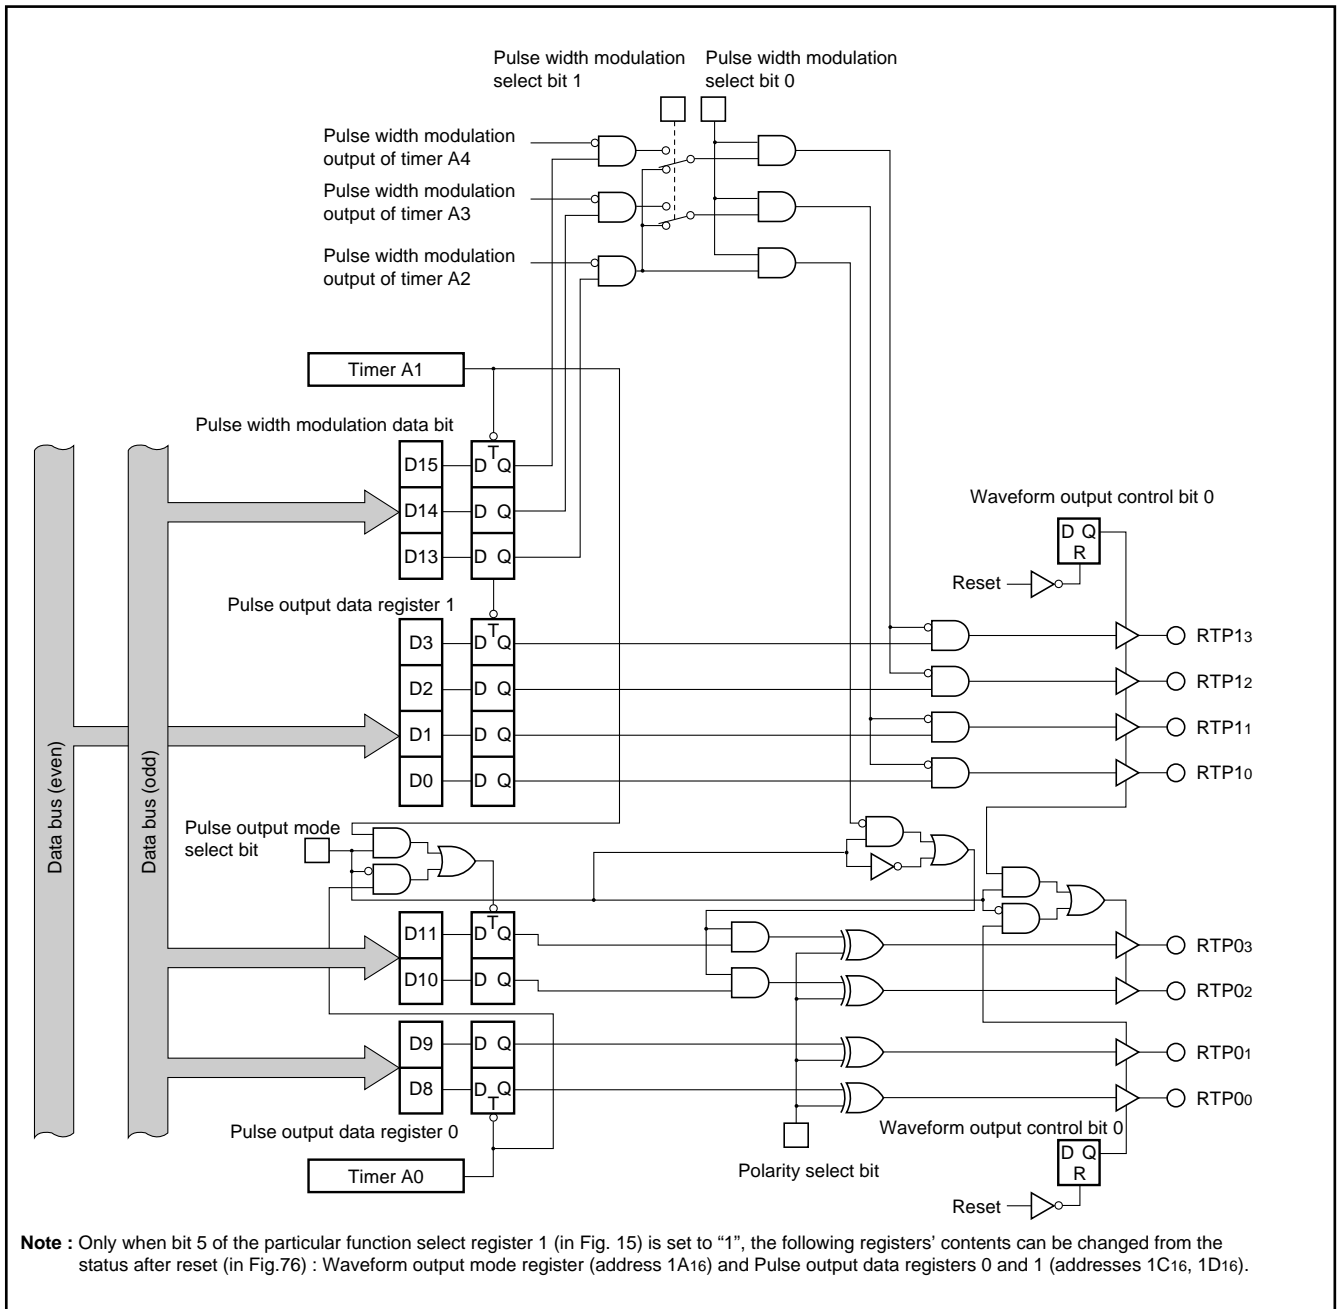 Pulse width modulation
select bit 1
Pulse width modulation
select bit 0
Pulse width modulation
output of timer A4
Pulse width modulation
output of timer A3
Pulse width modulation
output of timer A2
Timer A1
Pulse width modulation data bit
D15
D T Q
D14
D Q
D13
D Q
Pulse output data register 1
D3
D T Q
D2
D Q
D1
D Q
D0
D Q
Data bus (even)
Data bus (odd)
Waveform output control bit 0
D Q
R
Reset
RTP13
RTP12
RTP11
RTP10
Pulse output mode
select bit
D11
D T Q
D10
D Q
D9
D Q
D8
D Q
T
RTP03
RTP02
RTP01
RTP00
Pulse output data register 0
Timer A0
Polarity select bit
Waveform output control bit 0
D Q
R
Reset
Note : Only when bit 5 of the particular function select register 1 (in Fig. 15) is set to “1”, the following registers’ contents can be changed from the
status after reset (in Fig.76) : Waveform output mode register (address 1A16) and Pulse output data registers 0 and 1 (addresses 1C16, 1D16).